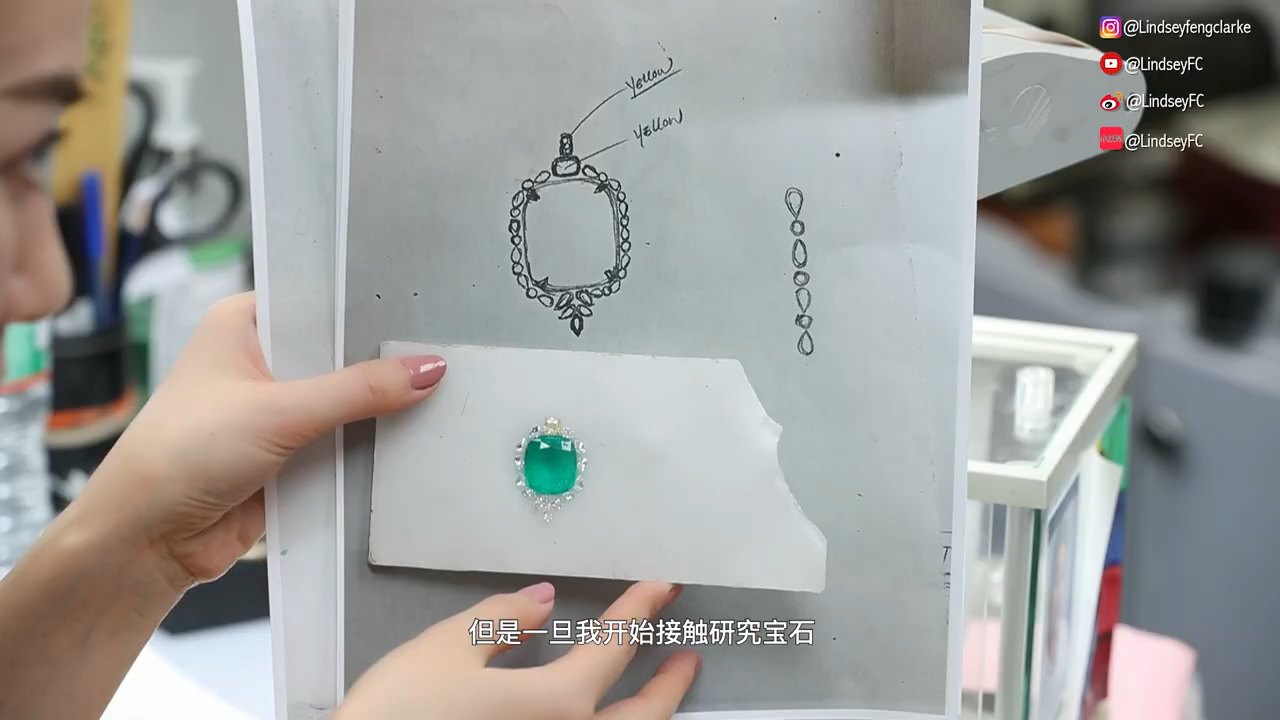 @Lindseyfengclarke
@LindseyFC
@LindseyFC
@LindseyFC
Yellow
Yellow
但是一旦我开始接触研究宝石